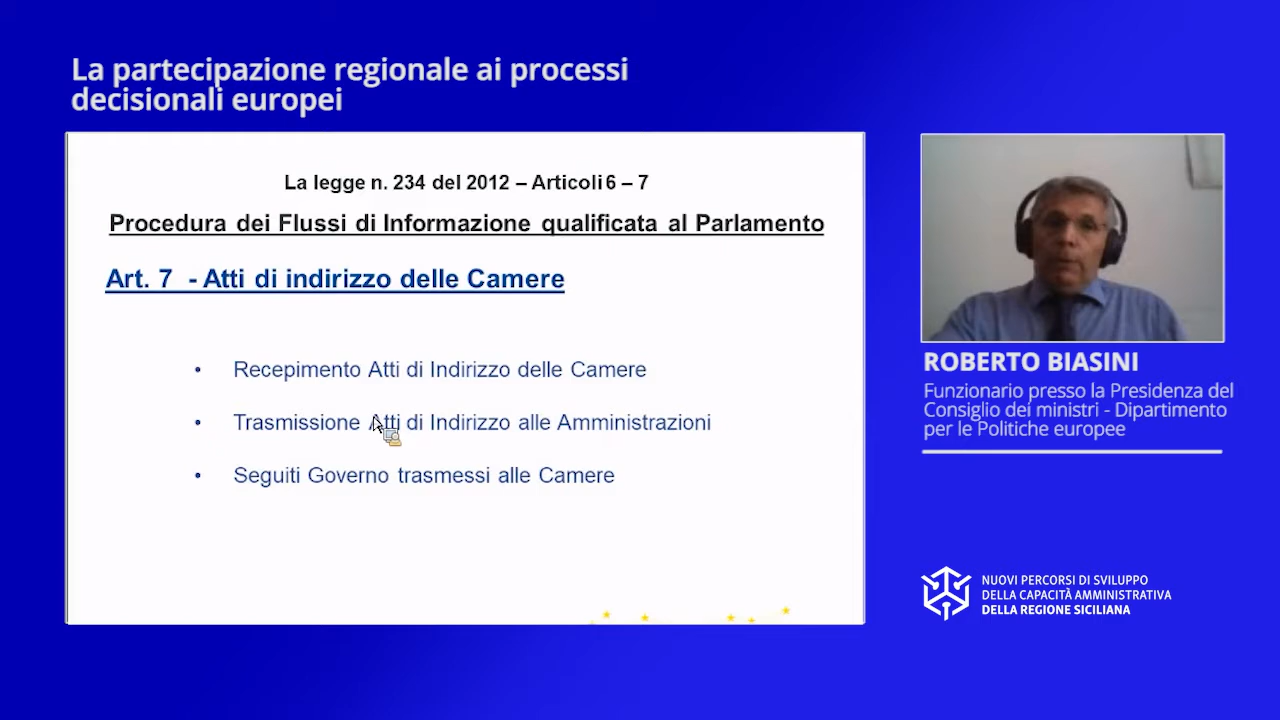 La partecipazione regionale ai processi
decisionali europei
La legge n. 234 del 2012 – Articoli 6 – 7
Procedura dei Flussi di Informazione qualificata al Parlamento
Art. 7 - Atti di indirizzo delle Camere
• Recepimento Atti di Indirizzo delle Camere
• Trasmissione Atti di Indirizzo alle Amministrazioni
• Seguiti Governo trasmessi alle Camere
ROBERTO BIASINI
Funzionario presso la Presidenza del
Consiglio dei ministri - Dipartimento
per le Politiche europee
NUOVI PERCORSI DI SVILUPPO
DELLA CAPACITÀ AMMINISTRATIVA
DELLA REGIONE SICILIANA